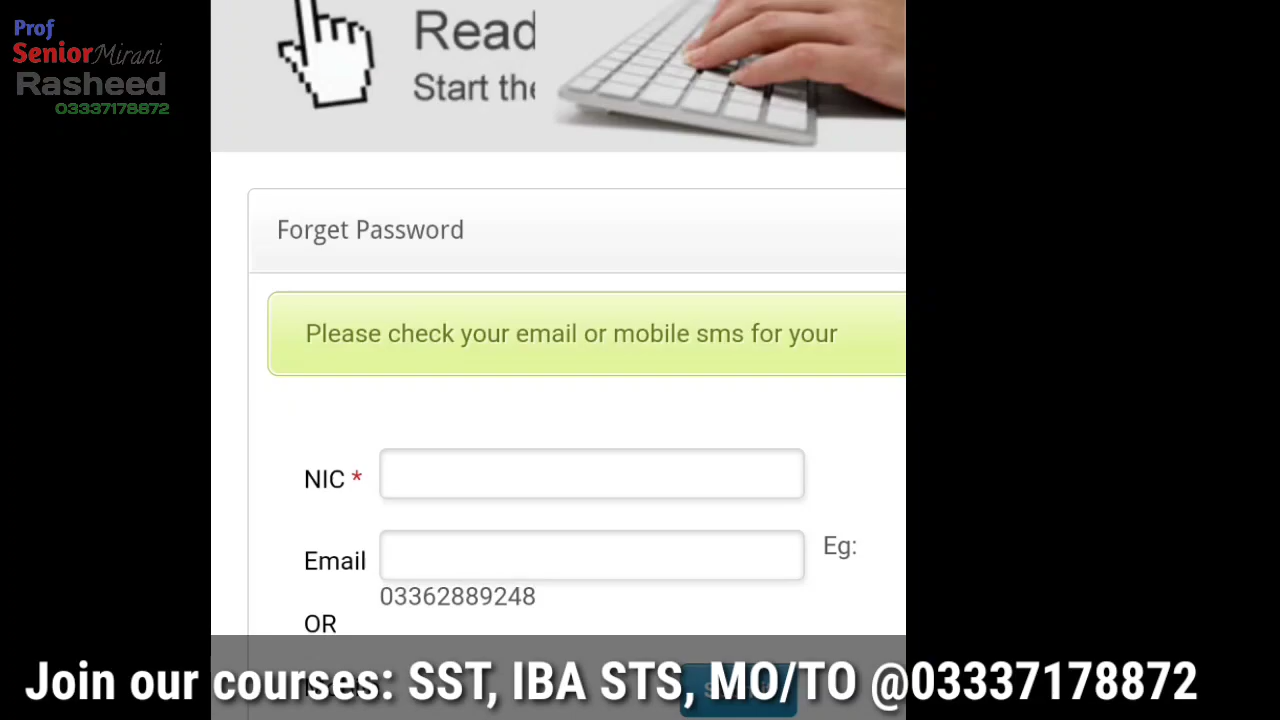 Prof
Senior Mirani
Rasheed
03337178872
Read
Start the
Forget Password
Please check your email or mobile sms for your
NIC *
Email
Eg:
03362889248
OR
Join our courses: SST, IBA STS, MO/TO @03337178872